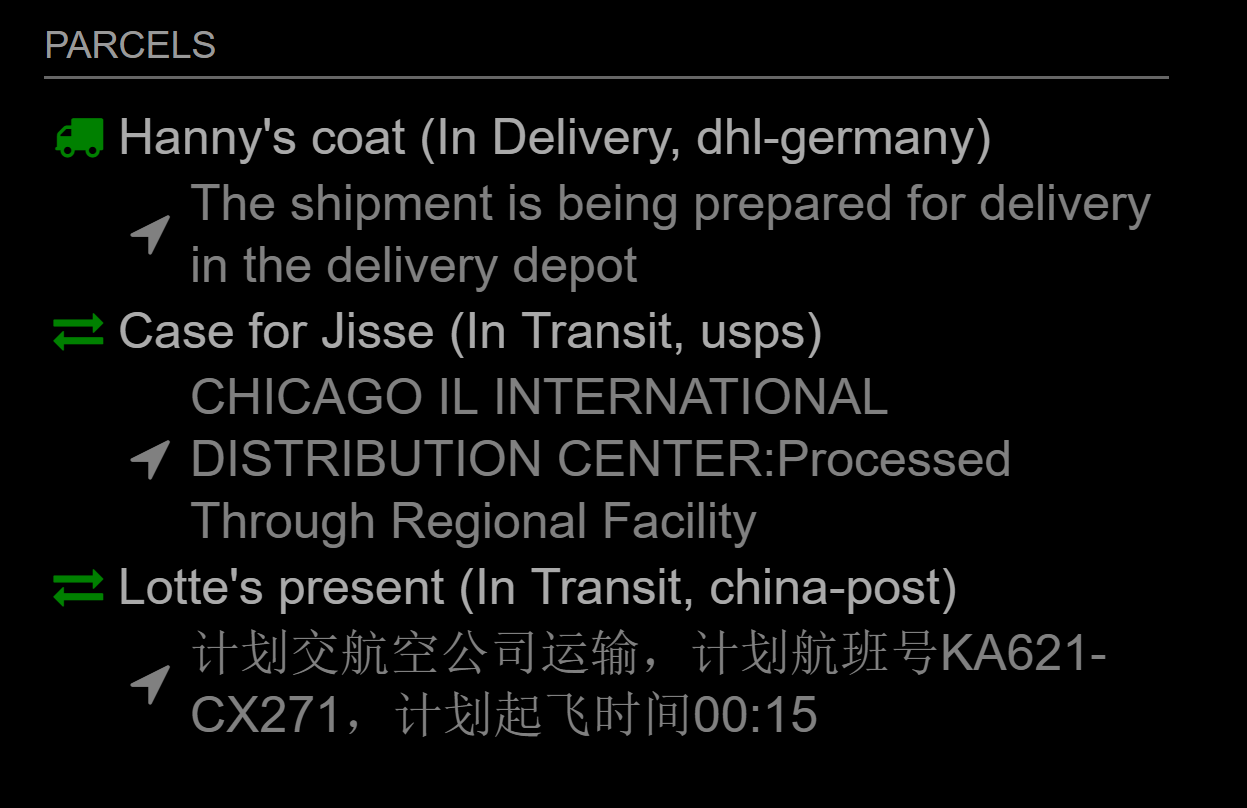 PARCELS
Hanny's coat (In Delivery, dhl-germany)
The shipment is being prepared for delivery
in the delivery depot
Case for Jisse (In Transit, usps)
CHICAGO IL INTERNATIONAL
DISTRIBUTION CENTER:Processed
Through Regional Facility
Lotte's present (In Transit, china-post)
计划交航空公司运输，计划航班号KA621-
CX271，计划起飞时间00:15